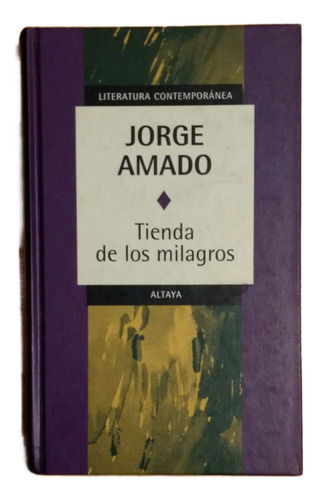 LITERATURA CONTEMPORÁNEA
JORGE
AMADO
Tienda
de los milagros
ALTAYA